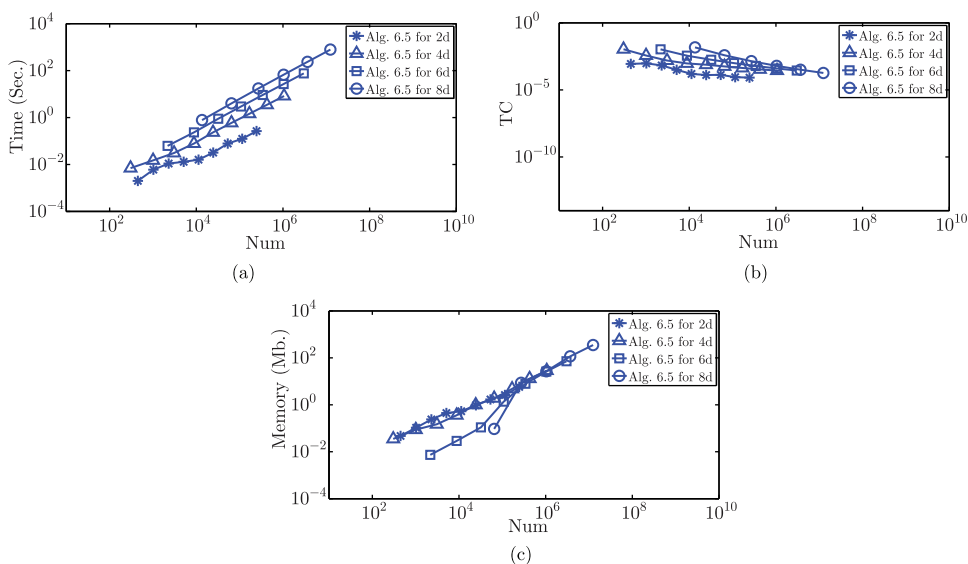 10^4
10^2
10^0
10^-2
10^-4
Time (Sec.)
10^2
10^4
10^6
10^8
10^10
Num
Alg. 6.5 for 2d
Alg. 6.5 for 4d
Alg. 6.5 for 6d
Alg. 6.5 for 8d
(a)
10^0
10^-5
10^-10
TC
10^2
10^4
10^6
10^8
10^10
Num
Alg. 6.5 for 2d
Alg. 6.5 for 4d
Alg. 6.5 for 6d
Alg. 6.5 for 8d
(b)
10^4
10^2
10^0
10^-2
10^-4
Memory (Mb.)
10^2
10^4
10^6
10^8
10^10
Num
Alg. 6.5 for 2d
Alg. 6.5 for 4d
Alg. 6.5 for 6d
Alg. 6.5 for 8d
(c)